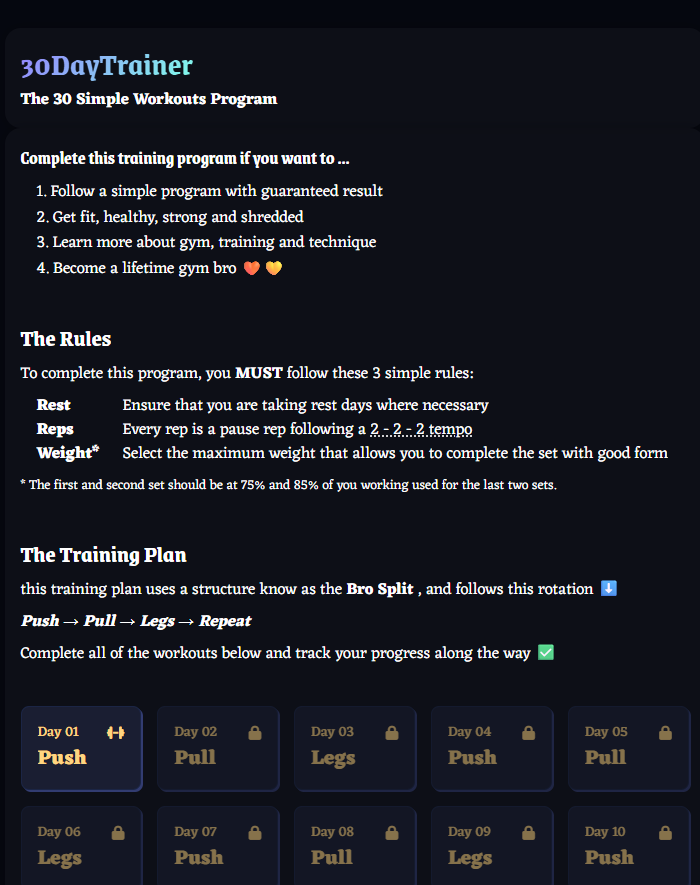 30DayTrainer
The 30 Simple Workouts Program
Complete this training program if you want to ...
1. Follow a simple program with guaranteed result
2. Get fit, healthy, strong and shredded
3. Learn more about gym, training and technique
4. Become a lifetime gym bro 🧡 💛
The Rules
To complete this program, you MUST follow these 3 simple rules:
Rest Ensure that you are taking rest days where necessary
Reps Every rep is a pause rep following a 2 - 2 - 2 tempo
Weight* Select the maximum weight that allows you to complete the set with good form
* The first and second set should be at 75% and 85% of you working used for the last two sets.
The Training Plan
this training plan uses a structure know as the Bro Split , and follows this rotation ⬇️
Push → Pull → Legs → Repeat
Complete all of the workouts below and track your progress along the way ✅
Day 01
Push
Day 02
Pull
Day 03
Legs
Day 04
Push
Day 05
Pull
Day 06
Legs
Day 07
Push
Day 08
Pull
Day 09
Legs
Day 10
Push